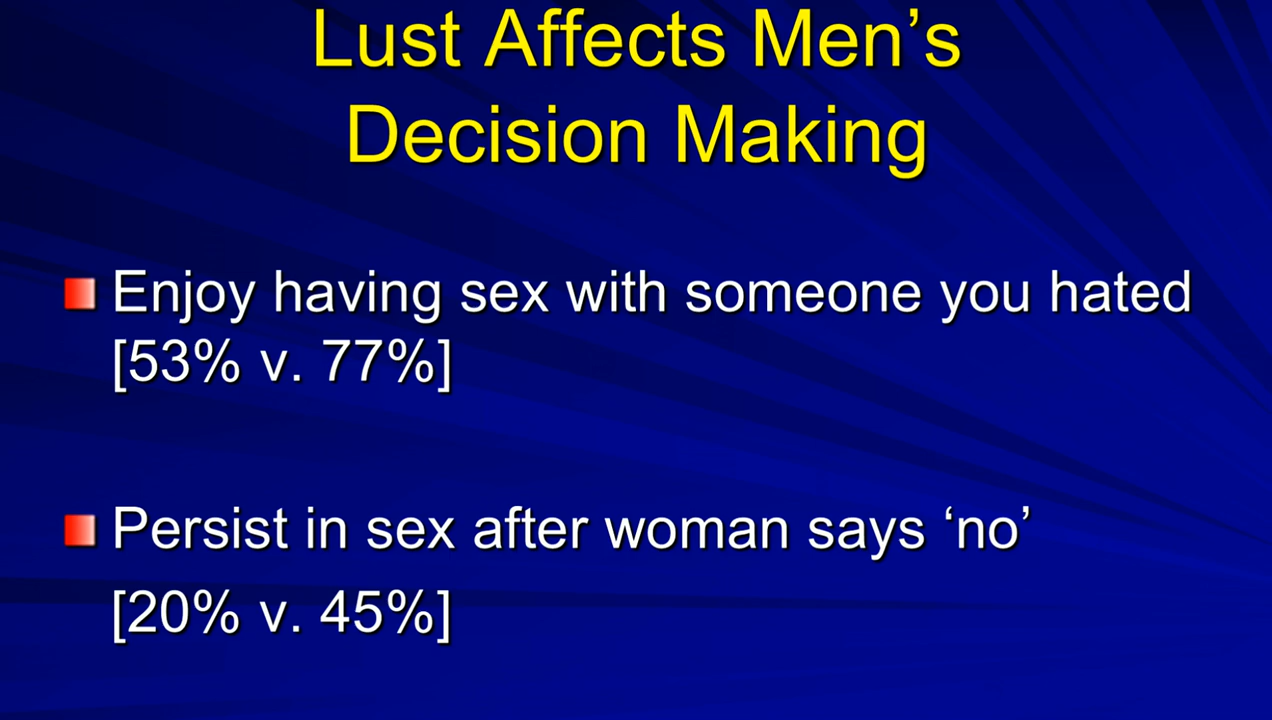 Lust Affects Men’s
Decision Making
Enjoy having sex with someone you hated
[53% v. 77%]
Persist in sex after woman says ‘no’
[20% v. 45%]